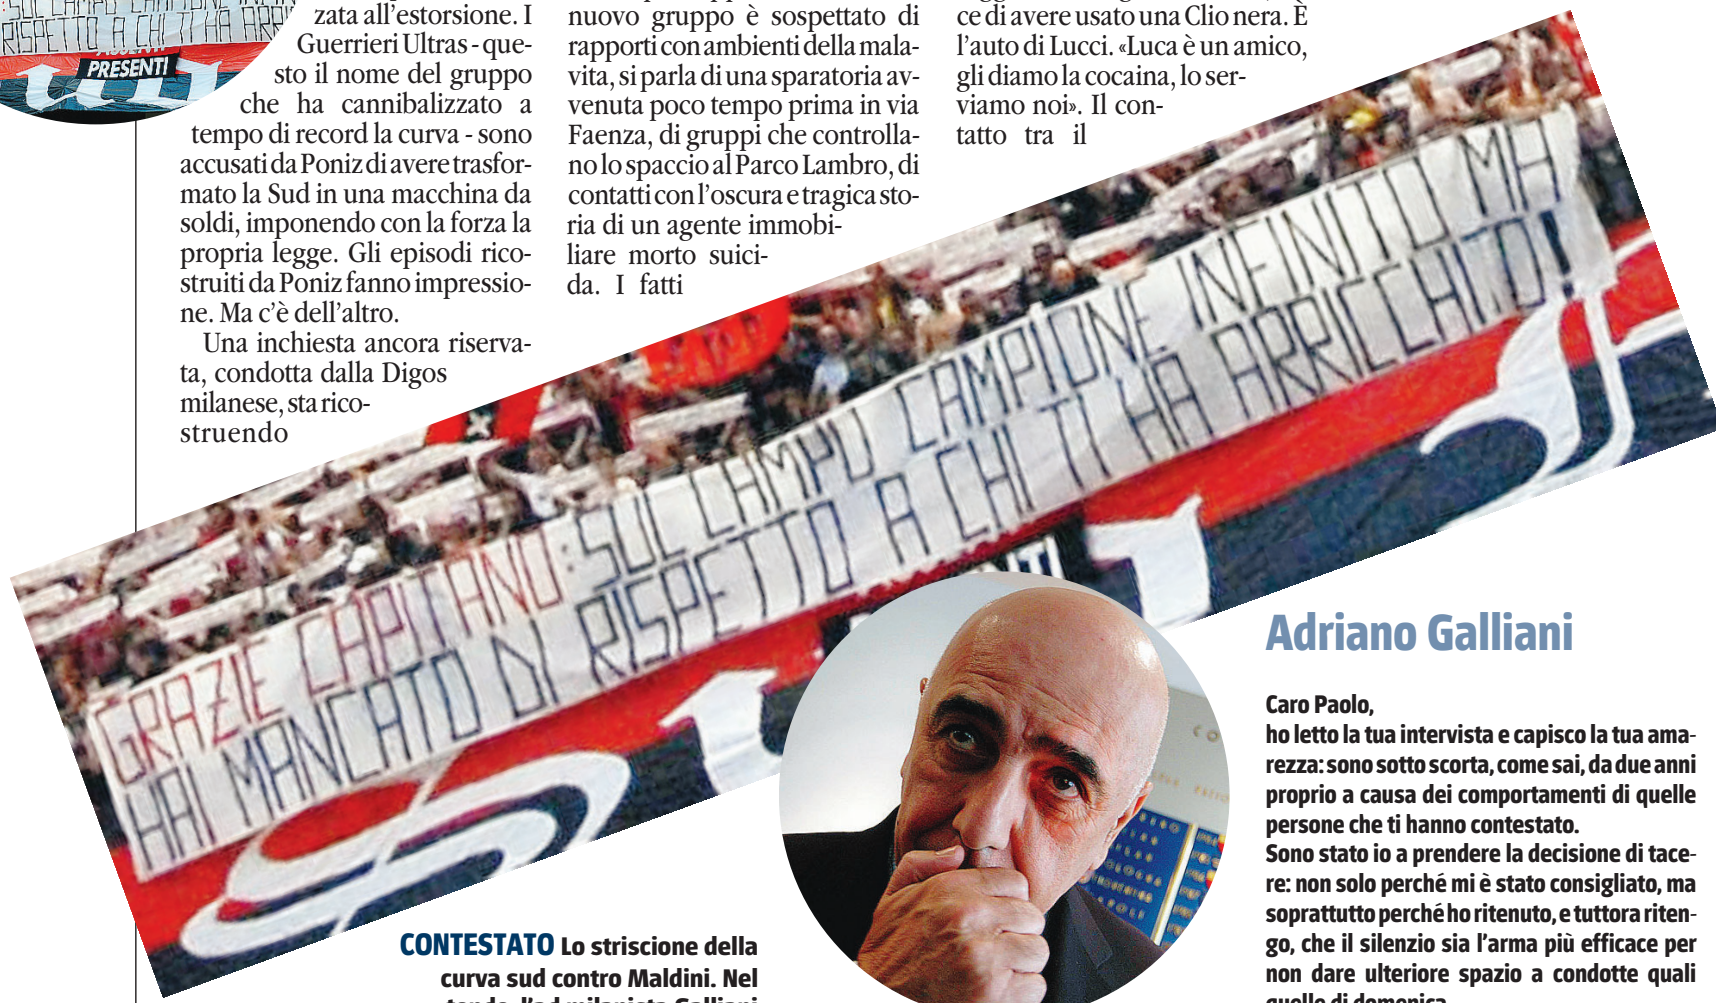 RISPETTO A CHI TI HA ARR
PRESENTI
zata all'estorsione. I
Guerrieri Ultras - que-
sto il nome del gruppo
che ha cannibalizzato a
tempo di record la curva - sono
accusati da Poniz di avere trasfor-
mato la Sud in una macchina da
soldi, imponendo con la forza la
propria legge. Gli episodi rico-
struiti da Poniz fanno impressio-
ne. Ma c'è dell'altro.
Una inchiesta ancora riserva-
ta, condotta dalla Digos
milanese, sta rico-
struendo
nuovo gruppo è sospettato di
rapporti con ambienti della mala-
vita, si parla di una sparatoria av-
venuta poco tempo prima in via
Faenza, di gruppi che controlla-
no lo spaccio al Parco Lambro, di
contatti con l'oscura e tragica sto-
ria di un agente immobi-
liare morto suici-
da. I fatti
ce di avere usato una Clio nera. È
l'auto di Lucci. «Luca è un amico,
gli diamo la cocaina, lo ser-
viamo noi». Il con-
tatto tra il
GRAZIE CAPITANO: SUL CAMPO CAMPIONE INFINITO MA
HAI MANCATO DI RISPETTO A CHI TI HA ARRICCHITO!
CONTESTATO Lo striscione della
curva sud contro Maldini. Nel
tondo, l'ad milanista Galliani
Adriano Galliani
Caro Paolo,
ho letto la tua intervista e capisco la tua ama-
rezza: sono sotto scorta, come sai, da due anni
proprio a causa dei comportamenti di quelle
persone che ti hanno contestato.
Sono stato io a prendere la decisione di tace-
re: non solo perché mi è stato consigliato, ma
soprattutto perché ho ritenuto, e tuttora riten-
go, che il silenzio sia l'arma più efficace per
non dare ulteriore spazio a condotte quali
quelle di domenica